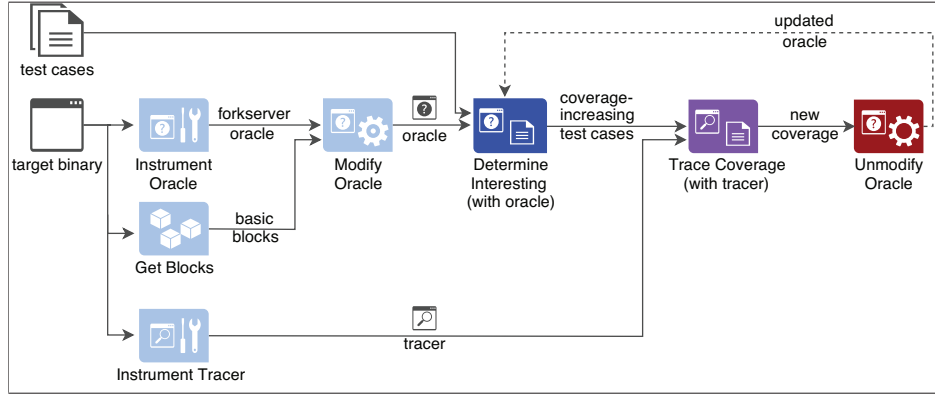 updated
oracle
test cases
forkserver
oracle
oracle
coverage-
increasing
test cases
new
coverage
target binary
Instrument
Oracle
Modify
Oracle
Determine
Interesting
(with oracle)
Trace Coverage
(with tracer)
Unmodify
Oracle
basic
blocks
Get Blocks
tracer
Instrument Tracer